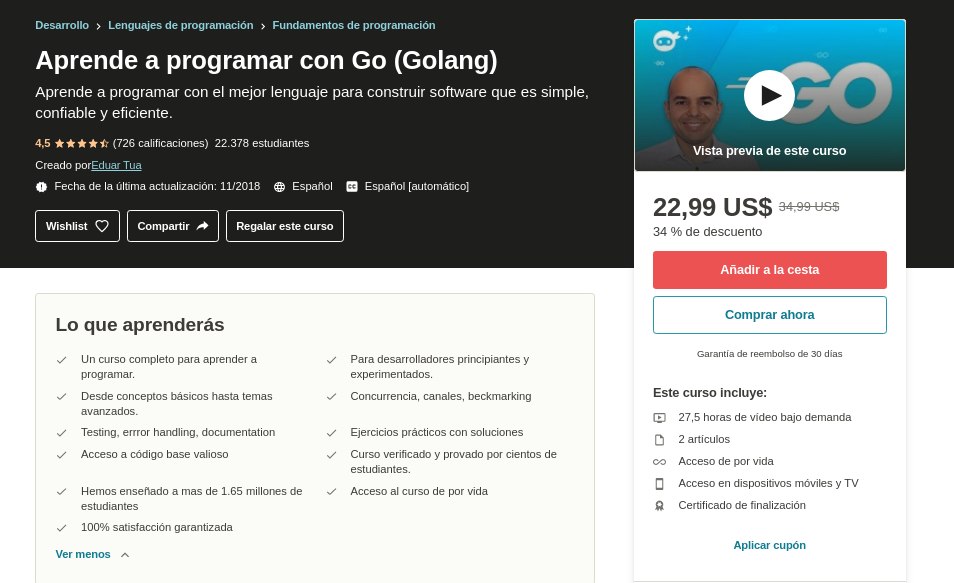 Desarrollo > Lenguajes de programación > Fundamentos de programación
Aprende a programar con Go (Golang)
Aprende a programar con el mejor lenguaje para construir software que es simple,
confiable y eficiente.
4,5 (726 calificaciones) 22.378 estudiantes
Creado por Eduar Tua
Fecha de la última actualización: 11/2018 Español CC Español [automático]
Wishlist Compartir Regalar este curso
GO
Vista previa de este curso
22,99 US$ 34,99 US$
34 % de descuento
Añadir a la cesta
Comprar ahora
Garantía de reembolso de 30 días
Este curso incluye:
27,5 horas de vídeo bajo demanda
2 artículos
Acceso de por vida
Acceso en dispositivos móviles y TV
Certificado de finalización
Aplicar cupón
Lo que aprenderás
Un curso completo para aprender a
programar.
Para desarrolladores principiantes y
experimentados.
Desde conceptos básicos hasta temas
avanzados.
Concurrencia, canales, beckmarking
Testing, errror handling, documentation
Ejercicios prácticos con soluciones
Acceso a código base valioso
Curso verificado y provado por cientos de
estudiantes.
Hemos enseñado a mas de 1.65 millones de
estudiantes
Acceso al curso de por vida
100% satisfacción garantizada
Ver menos